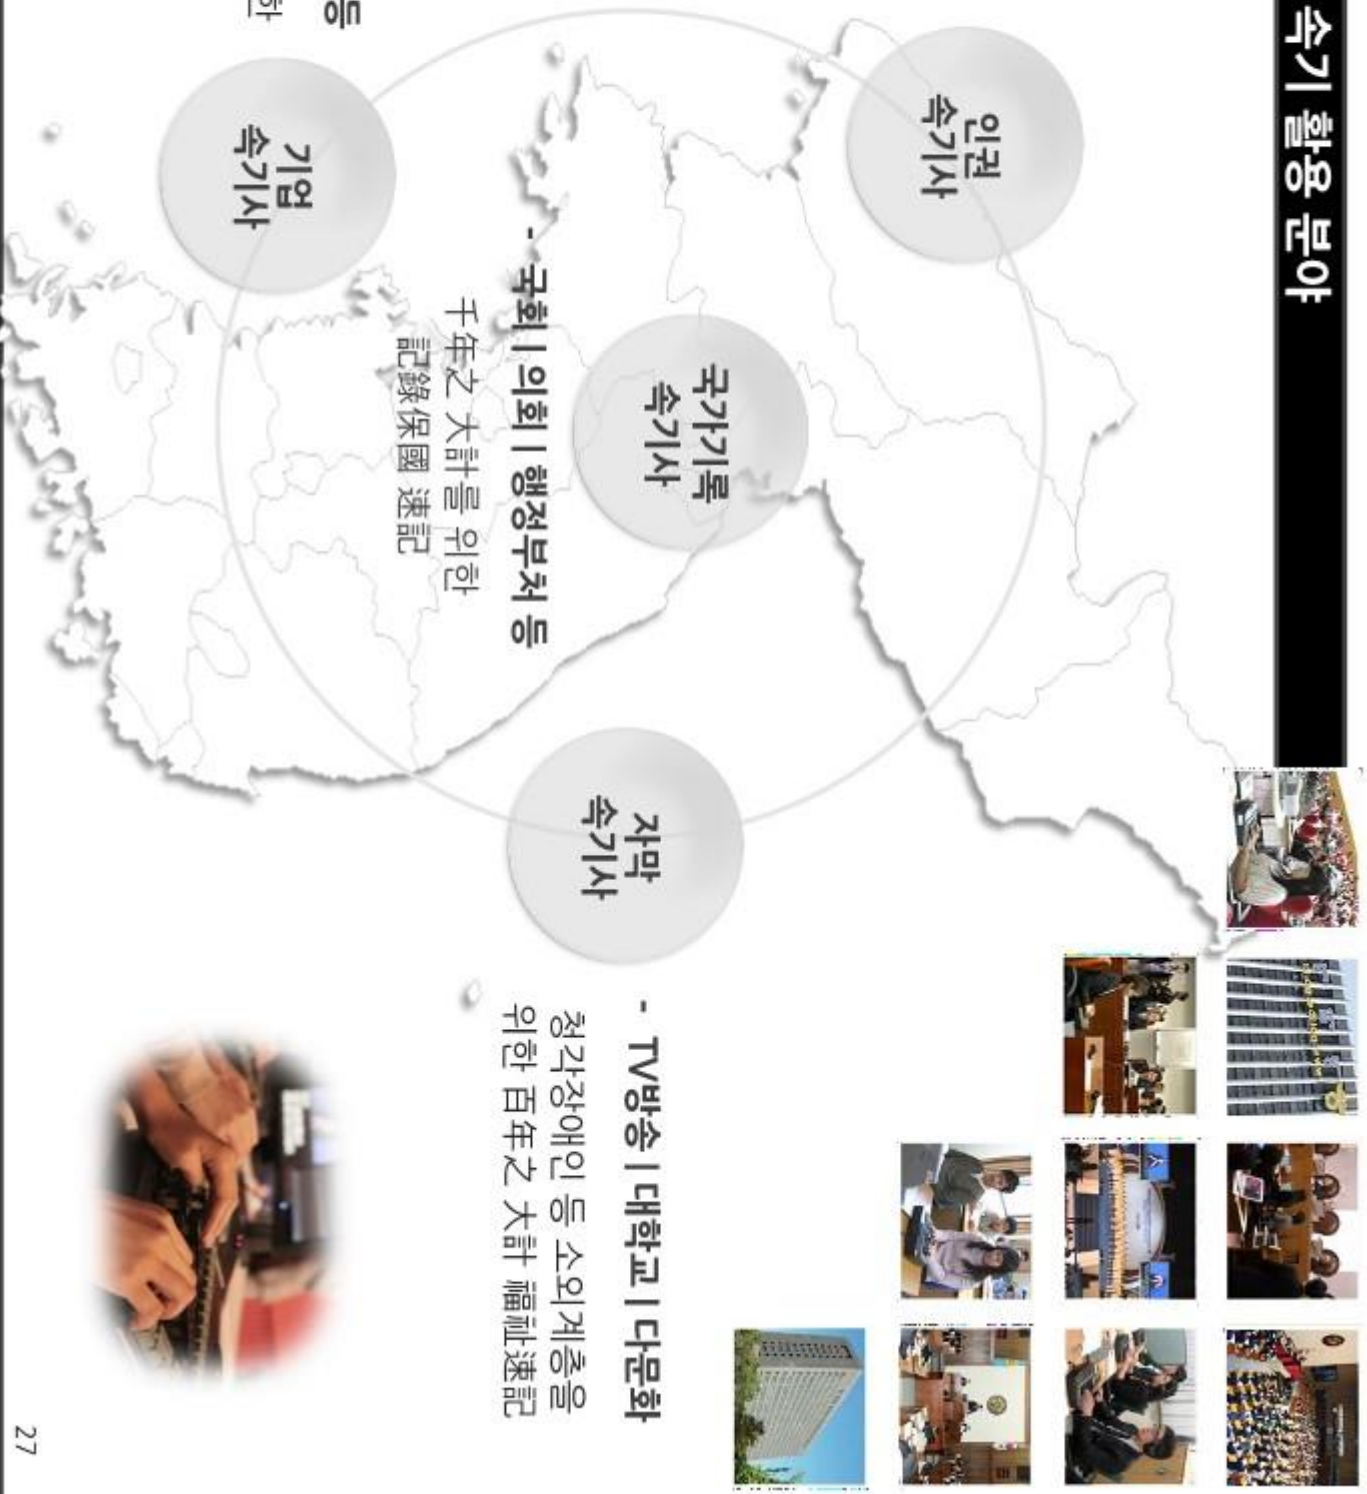 속기 활용 분야
인권
속기사
국가기록
속기사
- 국회 | 의회 | 행정부처 등
千年之 大計를 위한
記錄保國 速記
기업
속기사
등
한
자막
속기사
- TV방송 | 대학교 | 다문화
청각장애인 등 소외계층을
위한 百年之 大計 福祉速記
27